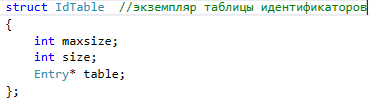 struct IdTable  //экземпляр таблицы идентификаторов
{
    int maxsize;
    int size;
    Entry* table;
};